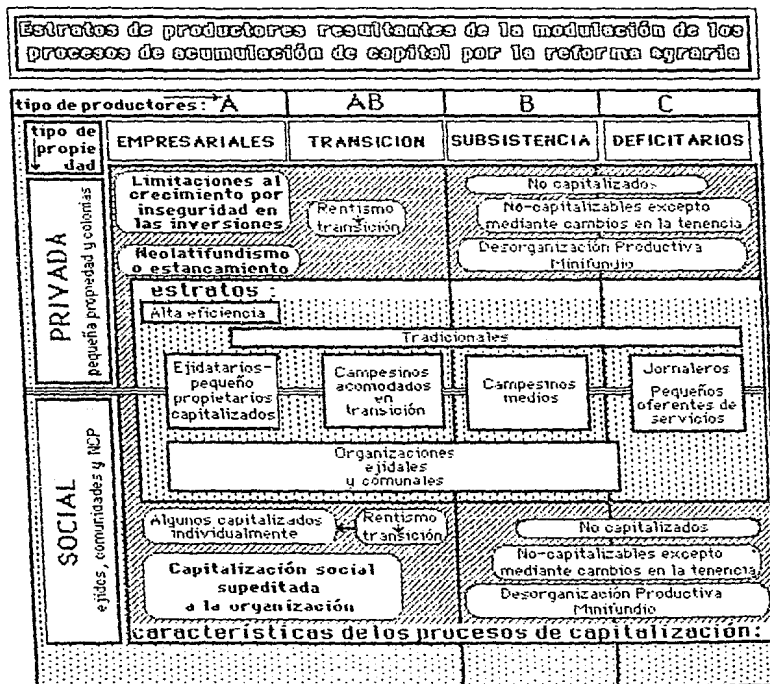 Estratos de productores resultantes de la modulación de los
procesos de acumulación de capital por la reforma agraria
tipo de productores: A AB B C
tipo de
propie
dad
EMPRESARIALES TRANSICION SUBSISTENCIA DEFICITARIOS
PRIVADA
pequeña propiedad y colonias
Limitaciones al
crecimiento por
inseguridad en
las inversiones
Neolatifundismo
o estancamiento
Rentismo
transición
No capitalizados
No-capitalizables excepto
mediante cambios en la tenencia
Desorganización Productiva
Minifundio
estratos :
Alta eficiencia
Tradicionales
Ejidatarios-
pequeño
propietarios
capitalizados
Campesinos
acomodados
en
transición
Campesinos
medios
Jornaleros
Pequeños
oferentes de
servicios
Organizaciones
ejidales
y comunales
SOCIAL
ejidos, comunidades y NCP
Algunos capitalizados
individualmente
Rentismo
transición
Capitalización social
supeditada
a la organización
No capitalizados
No-capitalizables excepto
mediante cambios en la tenencia
Desorganización Productiva
Minifundio
características de los procesos de capitalización: